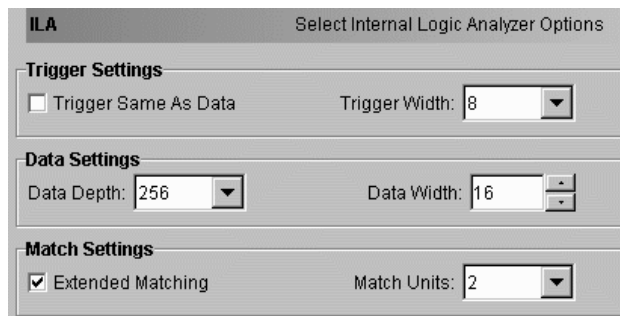 ILA Select Internal Logic Analyzer Options
Trigger Settings
Trigger Same As Data Trigger Width: 8
Data Settings
Data Depth: 256 Data Width: 16
Match Settings
Extended Matching Match Units: 2